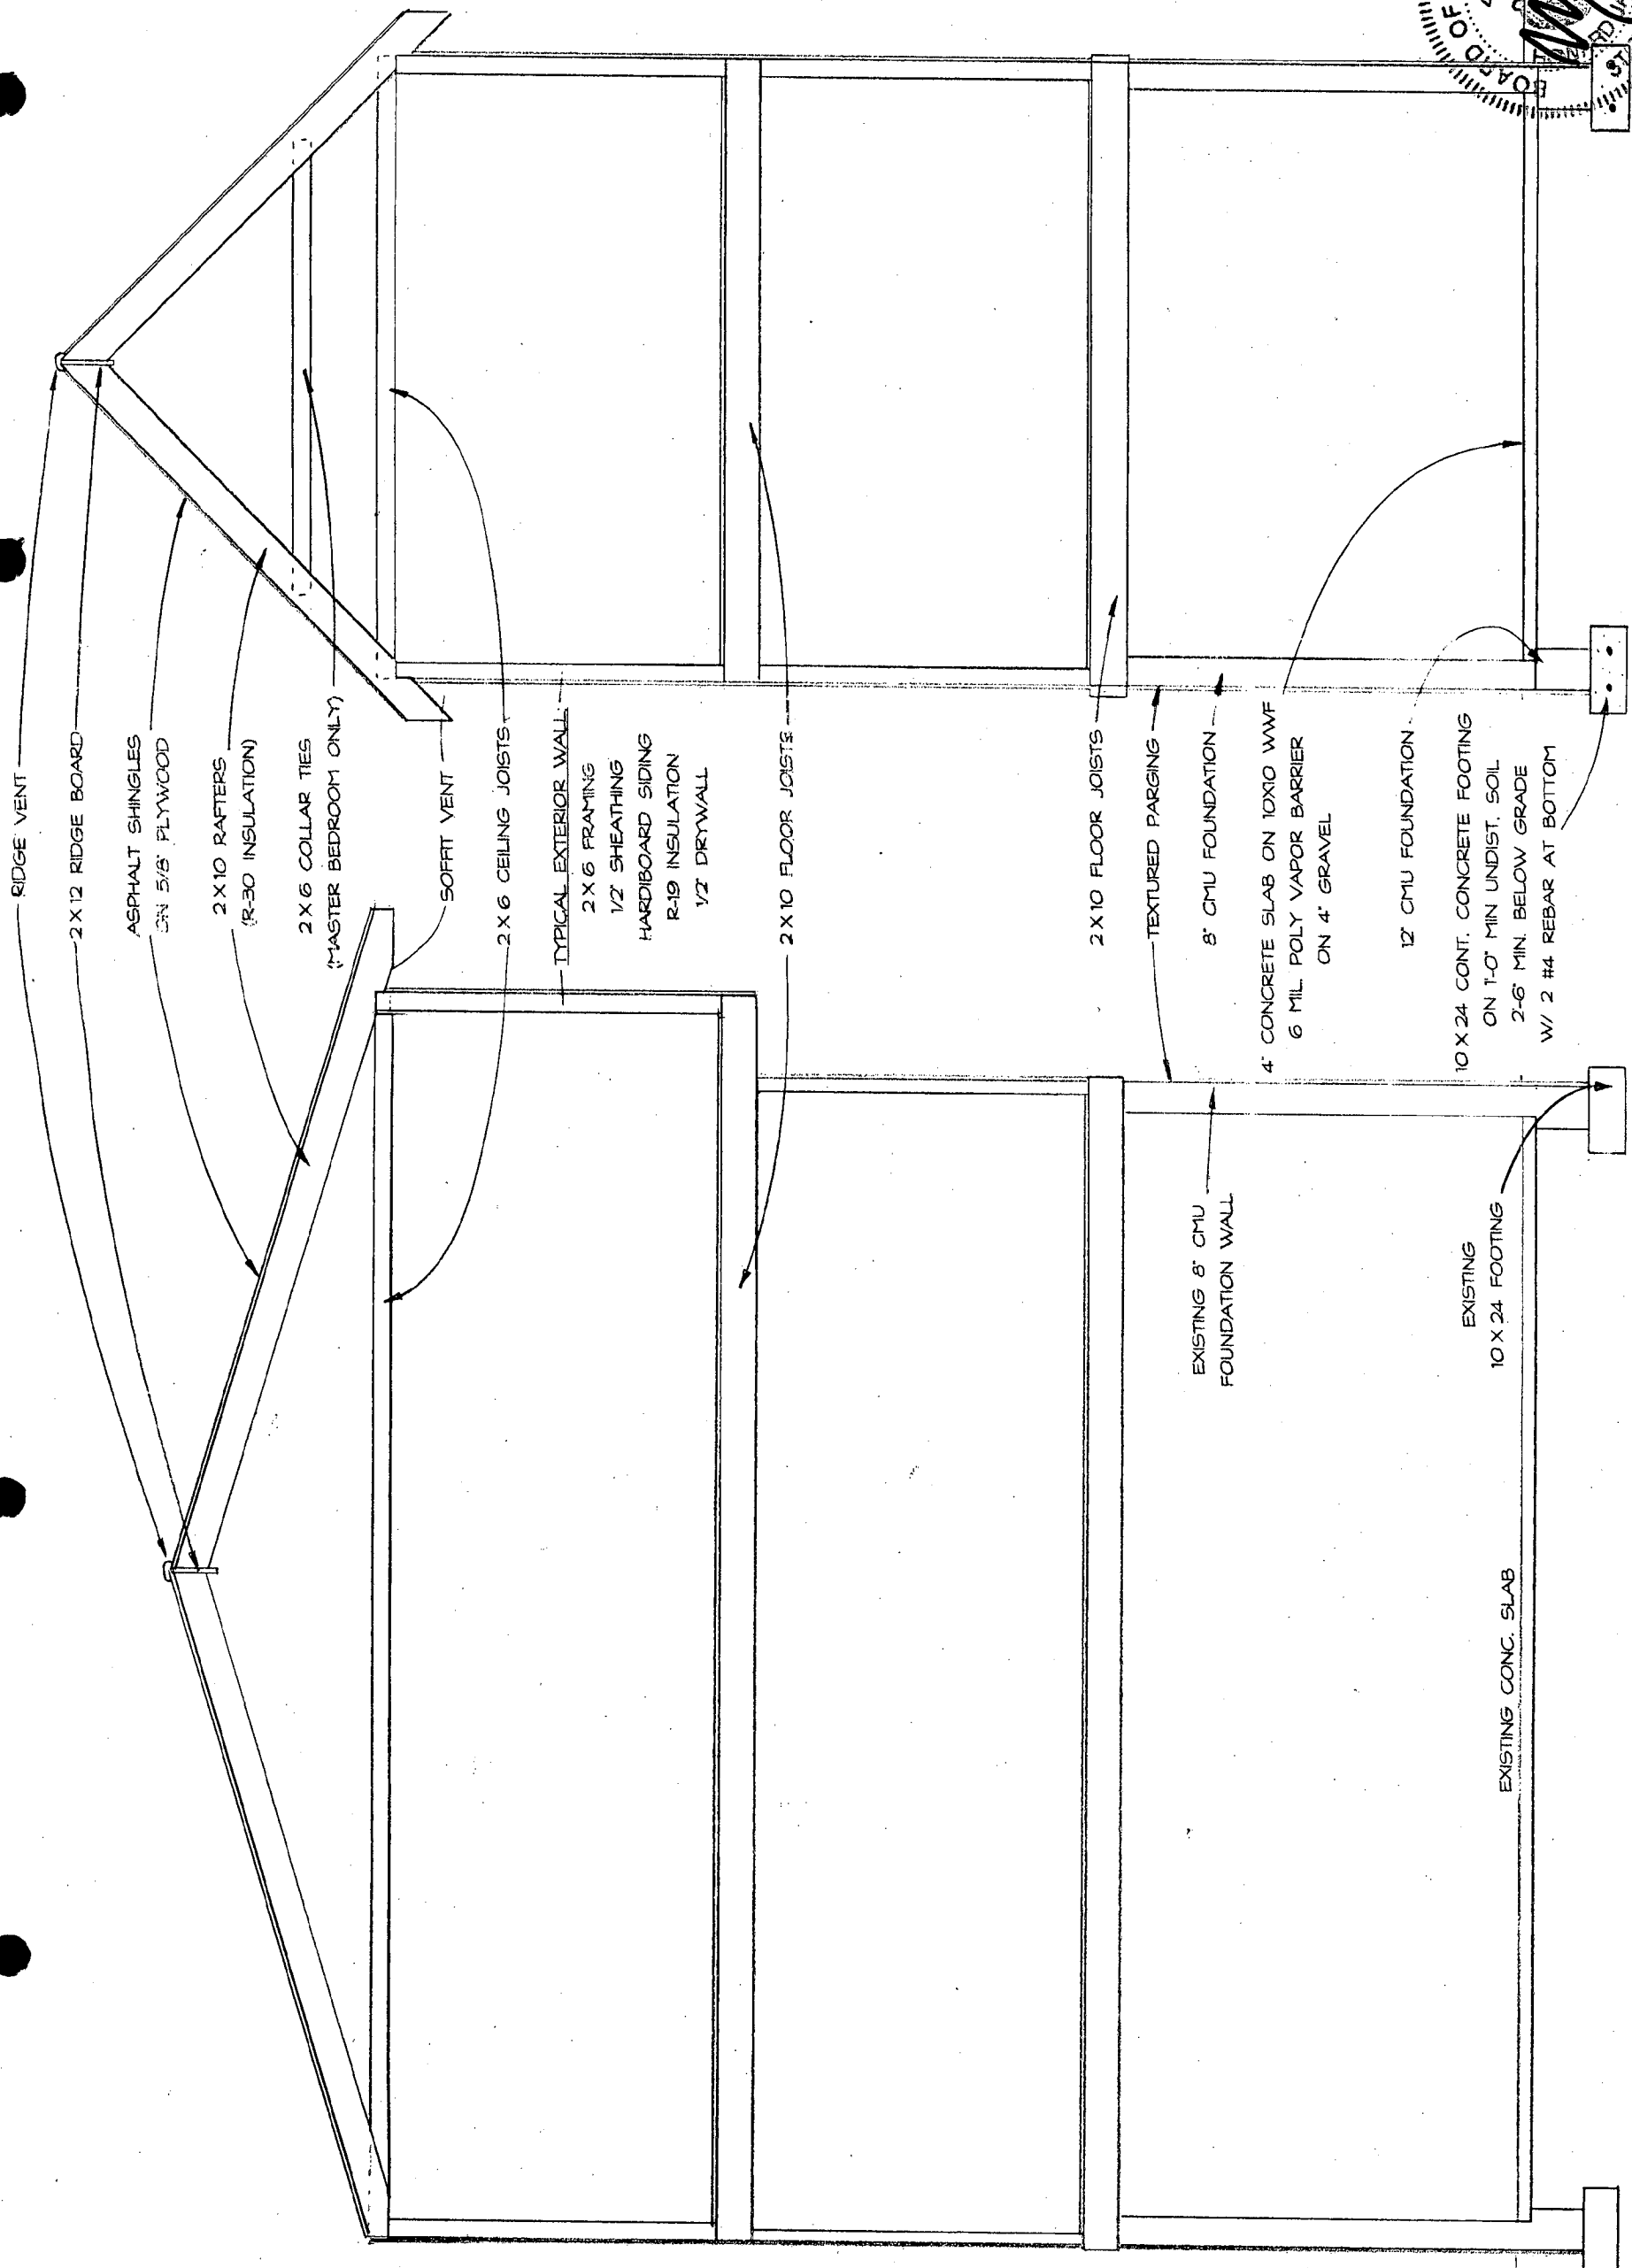 RIDGE VENT
2 X 12 RIDGE BOARD
ASPHALT SHINGLES
ON 5/8" PLYWOOD
2 X 10 RAFTERS
(R-30 INSULATION)
2 X 6 COLLAR TIES
(MASTER BEDROOM ONLY)
SOFFIT VENT
2 X 6 CEILING JOISTS
TYPICAL EXTERIOR WALL
2 X 6 FRAMING
1/2" SHEATHING
HARDIBOARD SIDING
R-19 INSULATION
1/2" DRYWALL
2 X 10 FLOOR JOISTS
2 X 10 FLOOR JOISTS
TEXTURED PARGING
8" CMU FOUNDATION
4" CONCRETE SLAB ON 10X10 WWF
6 MIL. POLY VAPOR BARRIER
ON 4" GRAVEL
12" CMU FOUNDATION
10 X 24 CONT. CONCRETE FOOTING
ON 1'-0" MIN UNDIST. SOIL
2'-6" MIN. BELOW GRADE
W/ 2 #4 REBAR AT BOTTOM
EXISTING 8" CMU
FOUNDATION WALL
EXISTING
10 X 24 FOOTING
EXISTING CONC. SLAB
BOARD OF